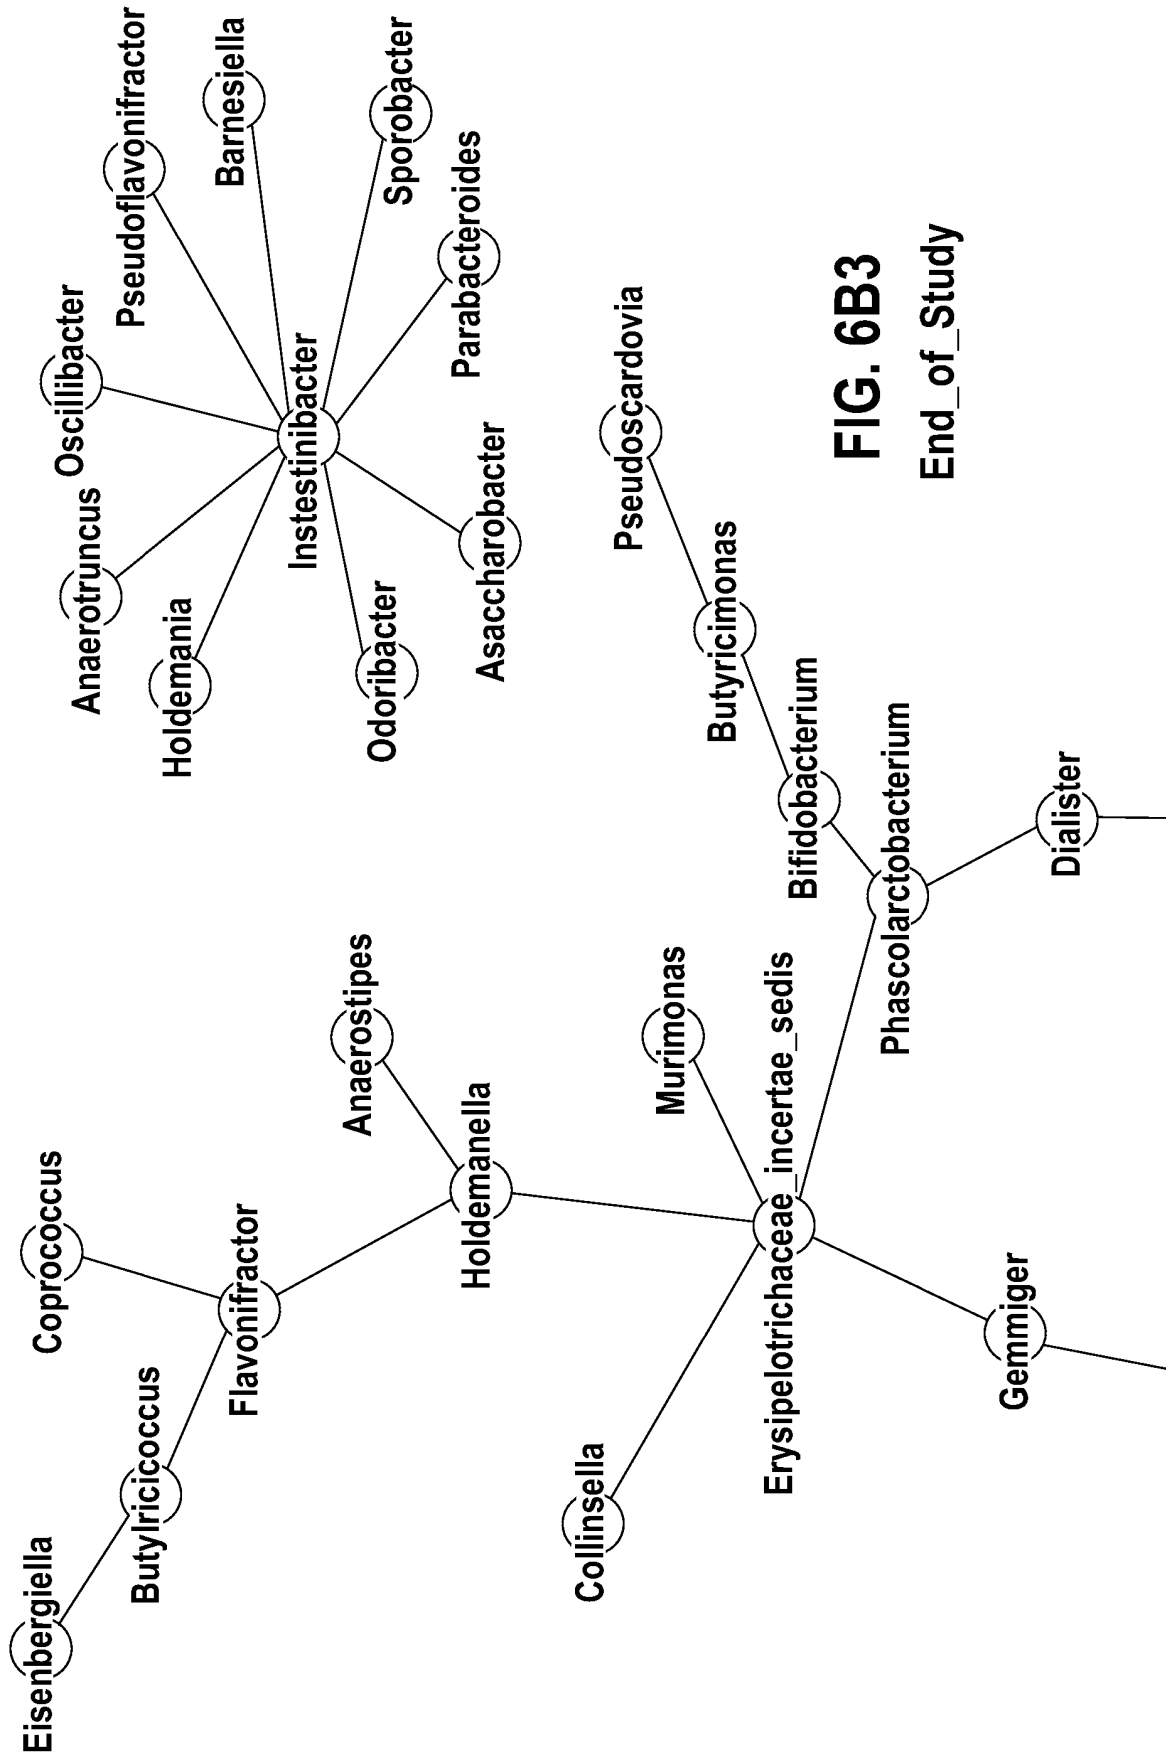 Eisenbergiella
Coprococcus
Butylricicoccus
Flavonifractor
Anaerostipes
Holdemanella
Collinsella
Murimonas
Erysipelotrichaceae_incertae_sedis
Gemmiger
Phascolarctobacterium
Dialister
Bifidobacterium
Butyricimonas
Pseudoscardovia
Oscillibacter
Anaerotruncus
Pseudoflavonifractor
Holdemania
Barnesiella
Instestinibacter
Odoribacter
Sporobacter
Asaccharobacter
Parabacteroides
FIG. 6B3
End_of_Study